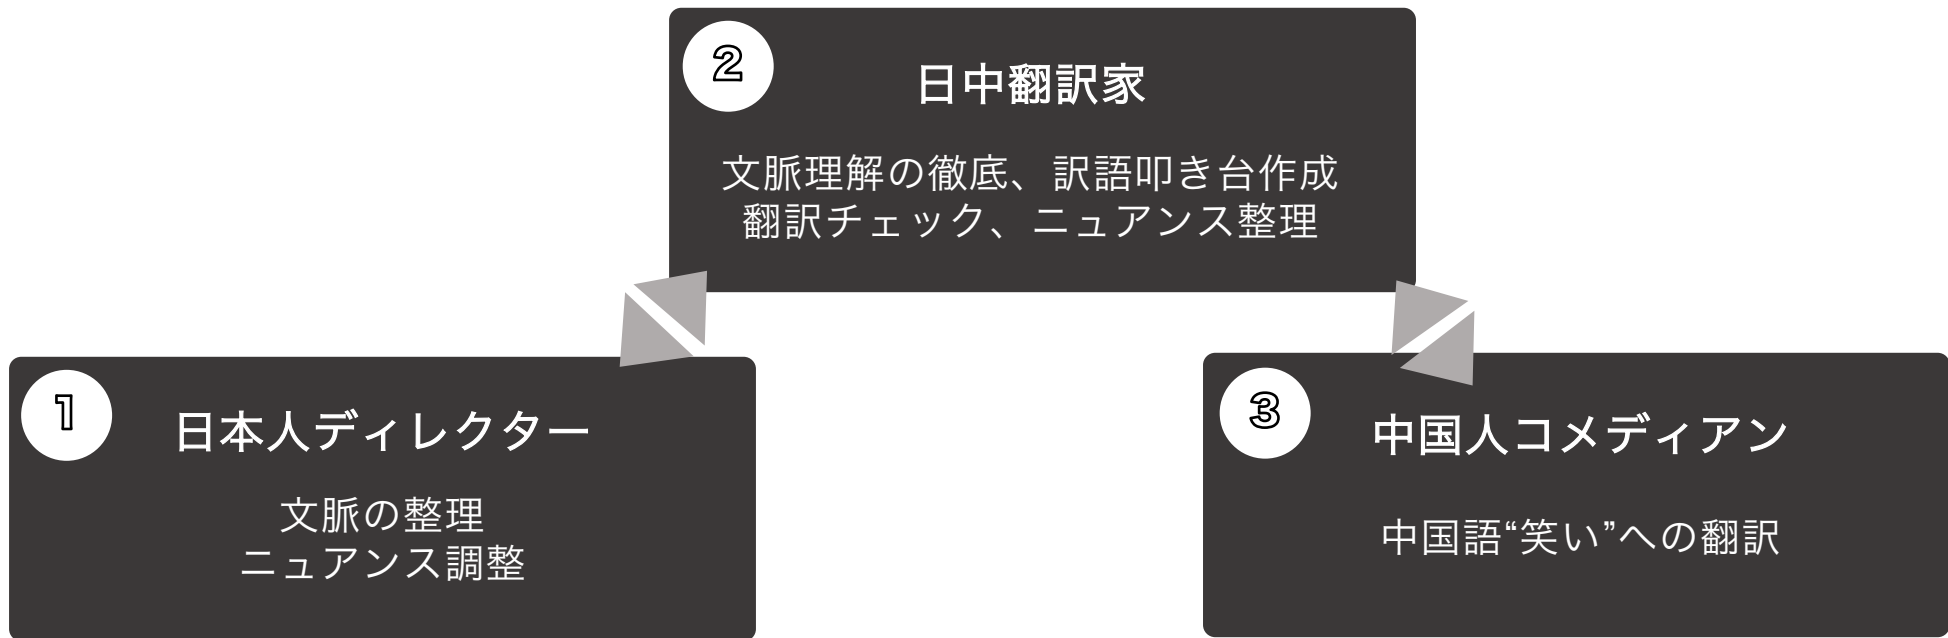 2
日中翻訳家
文脈理解の徹底、訳語叩き台作成
翻訳チェック、ニュアンス整理
1
日本人ディレクター
文脈の整理
ニュアンス調整
3
中国人コメディアン
中国語“笑い”への翻訳